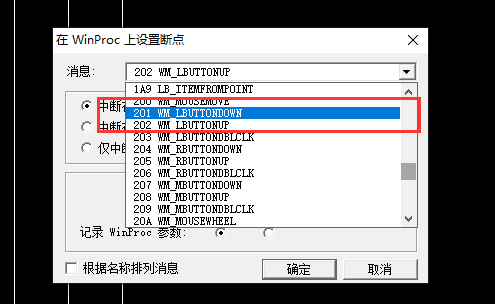 在 WinProc 上设置断点
消息:
202 WM_LBUTTONUP
1A9 LB_ITEMFROMPOINT
200 WM_MOUSEMOVE
中断在
201 WM_LBUTTONDOWN
中断在
202 WM_LBUTTONUP
203 WM_LBUTTONDBLCLK
仅中断
204 WM_RBUTTONDOWN
205 WM_RBUTTONUP
206 WM_RBUTTONDBLCLK
207 WM_MBUTTONDOWN
208 WM_MBUTTONUP
209 WM_MBUTTONDBLCLK
20A WM_MOUSEWHEEL
记录 WinProc 参数:
根据名称排列消息
确定
取消